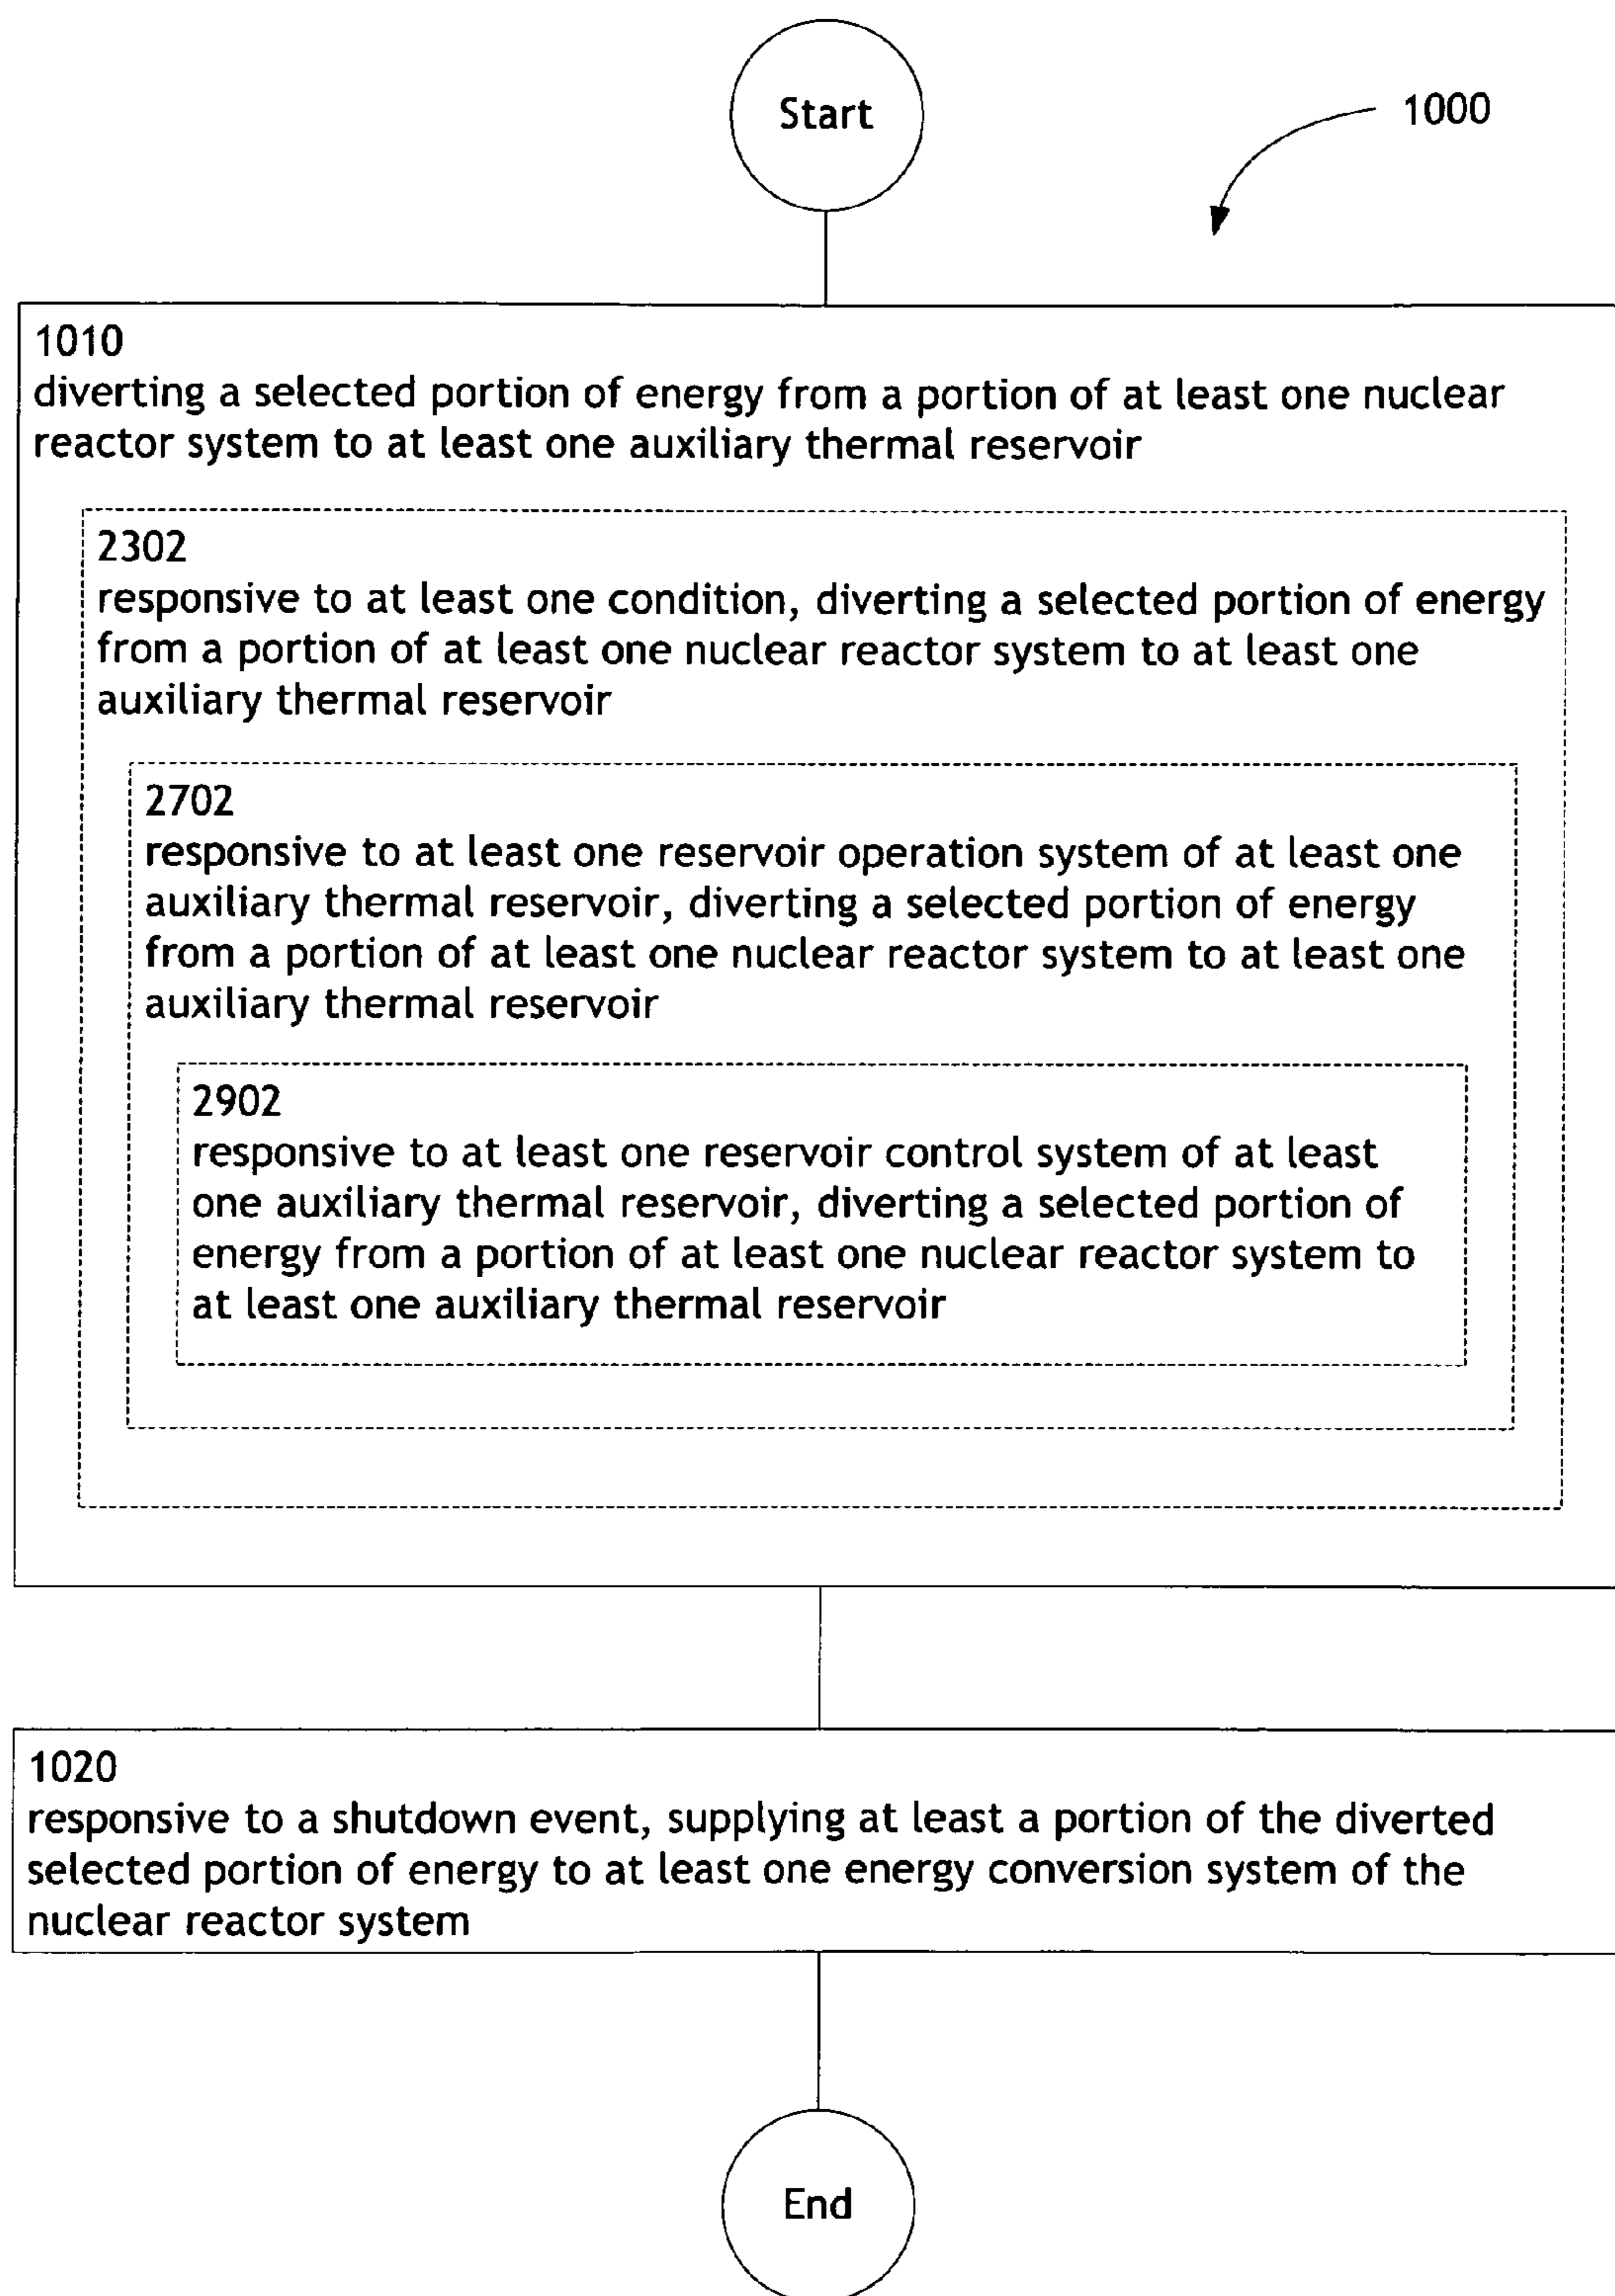 Start
1000
1010
diverting a selected portion of energy from a portion of at least one nuclear
reactor system to at least one auxiliary thermal reservoir
2302
responsive to at least one condition, diverting a selected portion of energy
from a portion of at least one nuclear reactor system to at least one
auxiliary thermal reservoir
2702
responsive to at least one reservoir operation system of at least one
auxiliary thermal reservoir, diverting a selected portion of energy
from a portion of at least one nuclear reactor system to at least one
auxiliary thermal reservoir
2902
responsive to at least one reservoir control system of at least
one auxiliary thermal reservoir, diverting a selected portion of
energy from a portion of at least one nuclear reactor system to
at least one auxiliary thermal reservoir
1020
responsive to a shutdown event, supplying at least a portion of the diverted
selected portion of energy to at least one energy conversion system of the
nuclear reactor system
End